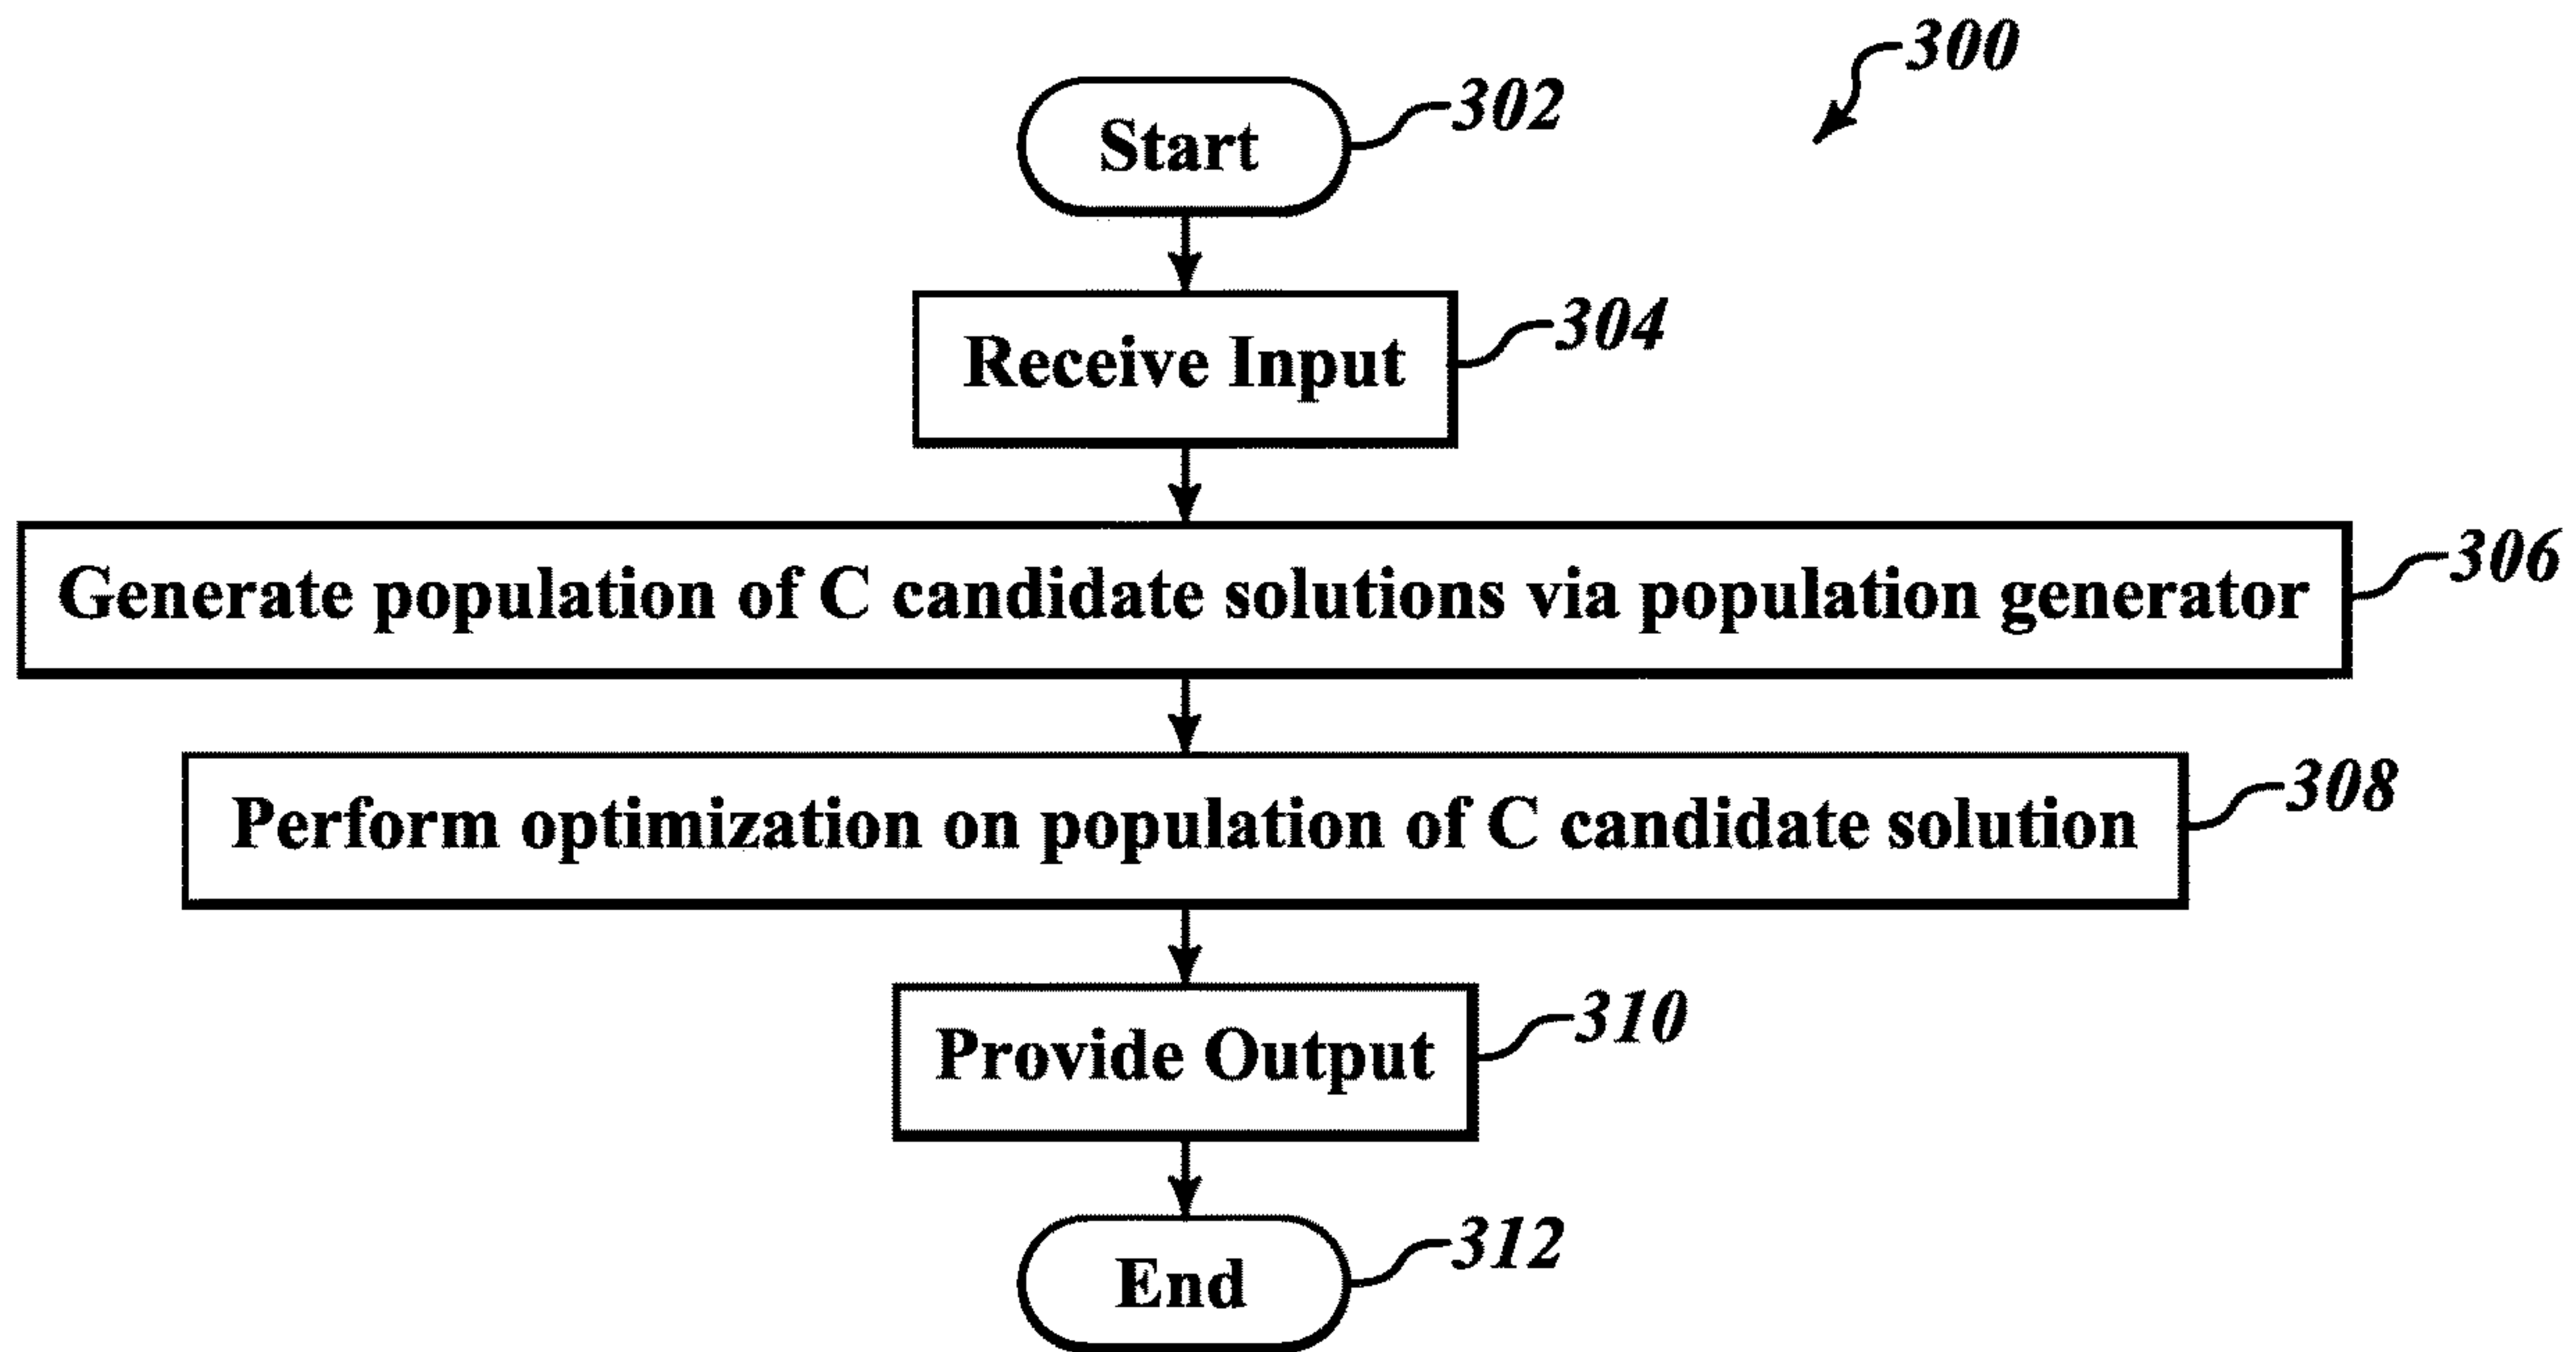 300
Start
302
Receive Input
304
Generate population of C candidate solutions via population generator
306
Perform optimization on population of C candidate solution
308
Provide Output
310
End
312